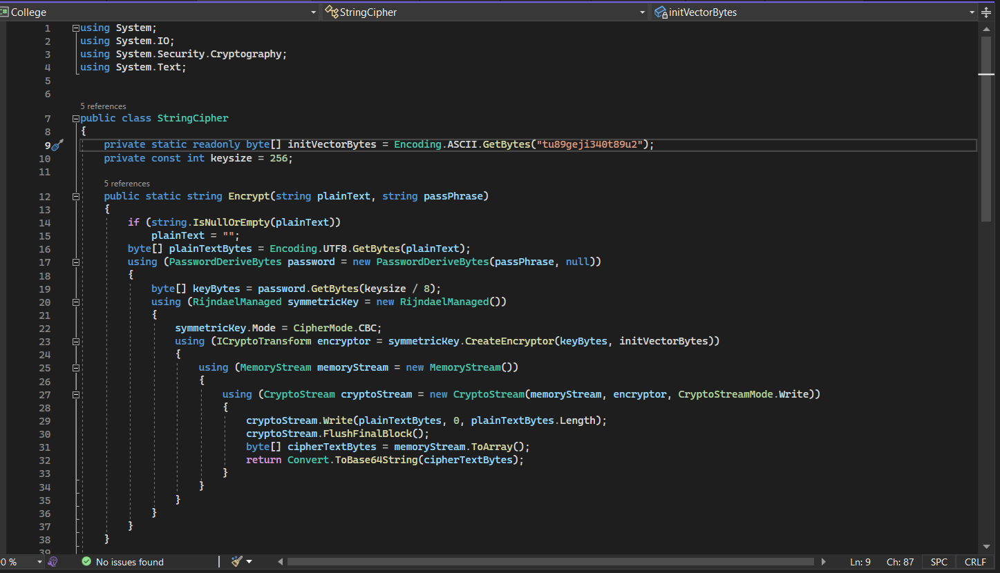 C# College StringCipher initVectorBytes
1 using System;
2 using System.IO;
3 using System.Security.Cryptography;
4 using System.Text;
5
6
5 references
7 public class StringCipher
8 {
9 private static readonly byte[] initVectorBytes = Encoding.ASCII.GetBytes("tu89geji340t89u2");
10 private const int keysize = 256;
11
5 references
12 public static string Encrypt(string plainText, string passPhrase)
13 {
14 if (string.IsNullOrEmpty(plainText))
15 plainText = "";
16 byte[] plainTextBytes = Encoding.UTF8.GetBytes(plainText);
17 using (PasswordDeriveBytes password = new PasswordDeriveBytes(passPhrase, null))
18 {
19 byte[] keyBytes = password.GetBytes(keysize / 8);
20 using (RijndaelManaged symmetricKey = new RijndaelManaged())
21 {
22 symmetricKey.Mode = CipherMode.CBC;
23 using (ICryptoTransform encryptor = symmetricKey.CreateEncryptor(keyBytes, initVectorBytes))
24 {
25 using (MemoryStream memoryStream = new MemoryStream())
26 {
27 using (CryptoStream cryptoStream = new CryptoStream(memoryStream, encryptor, CryptoStreamMode.Write))
28 {
29 cryptoStream.Write(plainTextBytes, 0, plainTextBytes.Length);
30 cryptoStream.FlushFinalBlock();
31 byte[] cipherTextBytes = memoryStream.ToArray();
32 return Convert.ToBase64String(cipherTextBytes);
33 }
34 }
35 }
36 }
37 }
38 }
39
0 % No issues found Ln: 9 Ch: 87 SPC CRLF